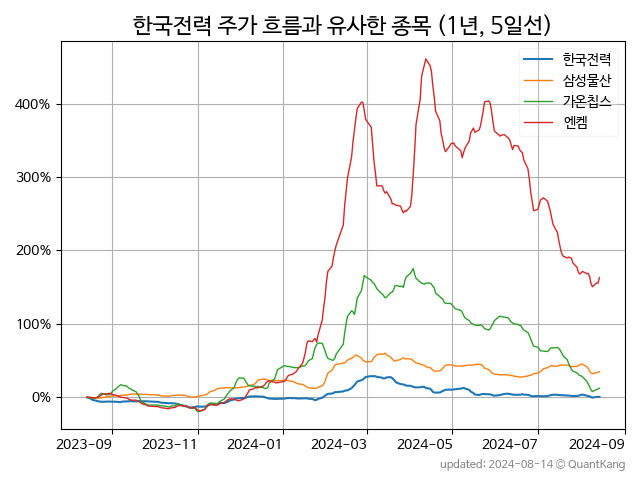 한국전력 주가 흐름과 유사한 종목 (1년, 5일선)
한국전력
삼성물산
가온칩스
엔켐
400%
300%
200%
100%
0%
2023-09 2023-11 2024-01 2024-03 2024-05 2024-07 2024-09
updated: 2024-08-14 © QuantKang